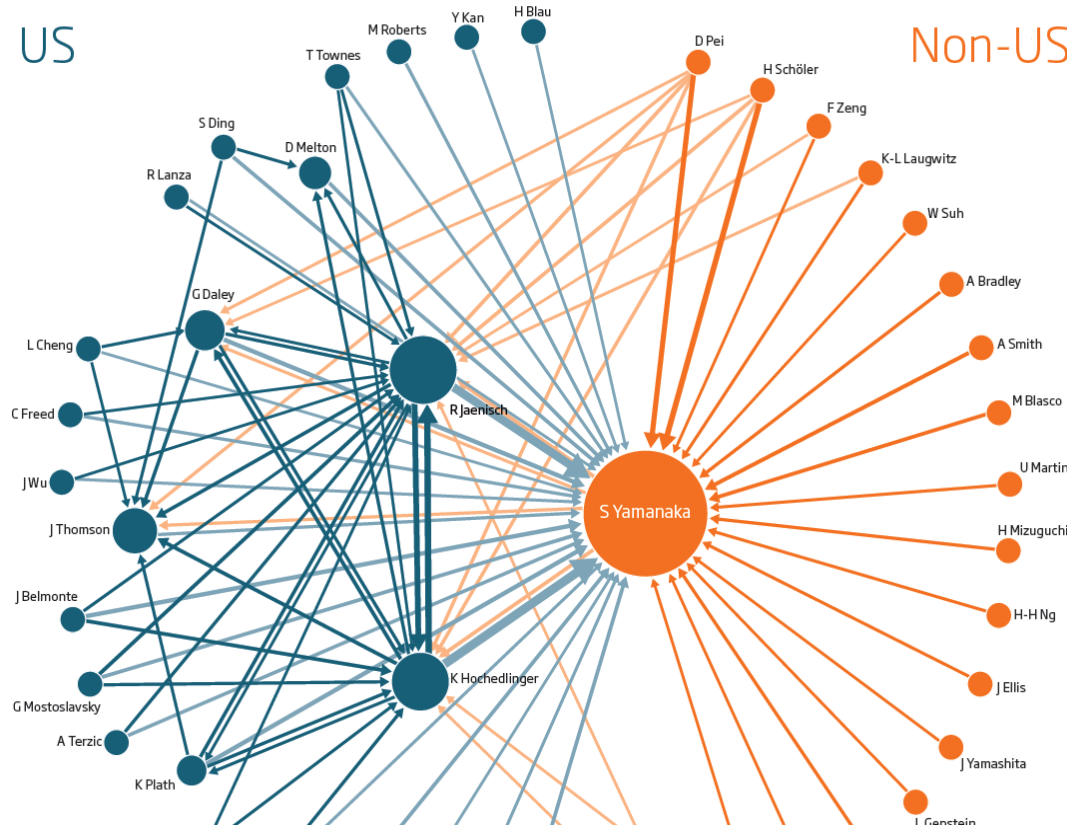 US
Non-US
H Blau
Y Kan
M Roberts
T Townes
D Pei
H Schöler
F Zeng
S Ding
D Melton
K-L Laugwitz
R Lanza
W Suh
A Bradley
G Daley
L Cheng
A Smith
R Jaenisch
M Blasco
C Freed
U Martin
J Wu
S Yamanaka
J Thomson
H Mizuguchi
J Belmonte
H-H Ng
K Hochedlinger
J Ellis
G Mostoslavsky
A Terzic
J Yamashita
K Plath
L Genstein